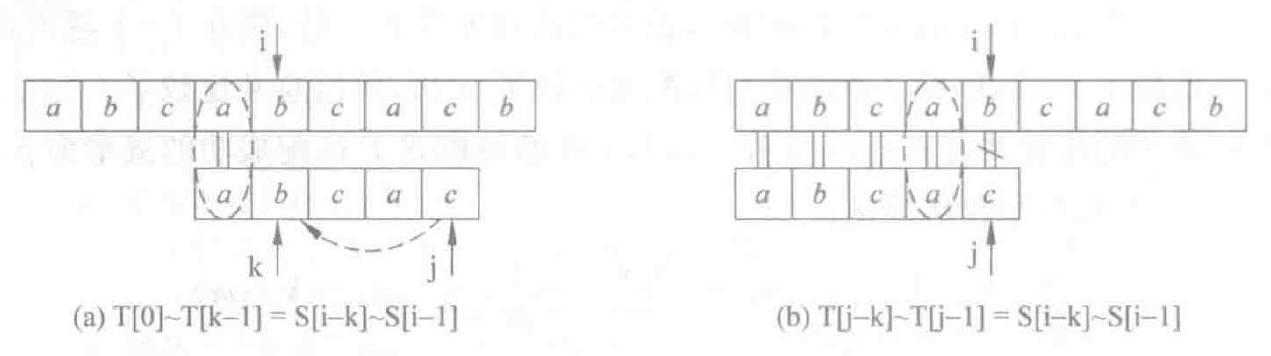 i
a b c a b c a c b
a b c a c
k j
(a) T[0]~T[k–1] = S[i–k]~S[i–1]
i
a b c a b c a c b
a b c a c
j
(b) T[j–k]~T[j–1] = S[i–k]~S[i–1]